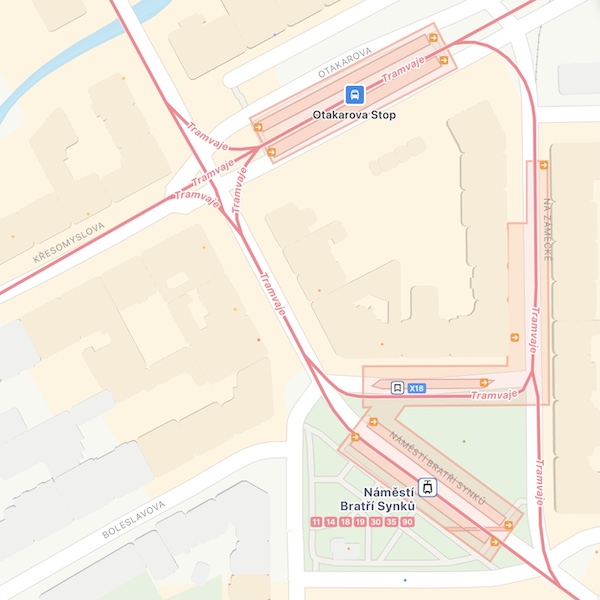 OTAKAROVA
Tramvaje
Otakarova Stop
Tramvaje
Tramvaje
Tramvaje
Tramvaje
KŘESOMYSLOVA
NA ZÁMECKÉ
Tramvaje
Tramvaje
X18
Tramvaje
NÁMĚSTÍ BRATŘÍ SYNKŮ
Tramvaje
Náměstí
Bratří Synků
11 14 18 19 30 35 90
BOLESLAVOVA